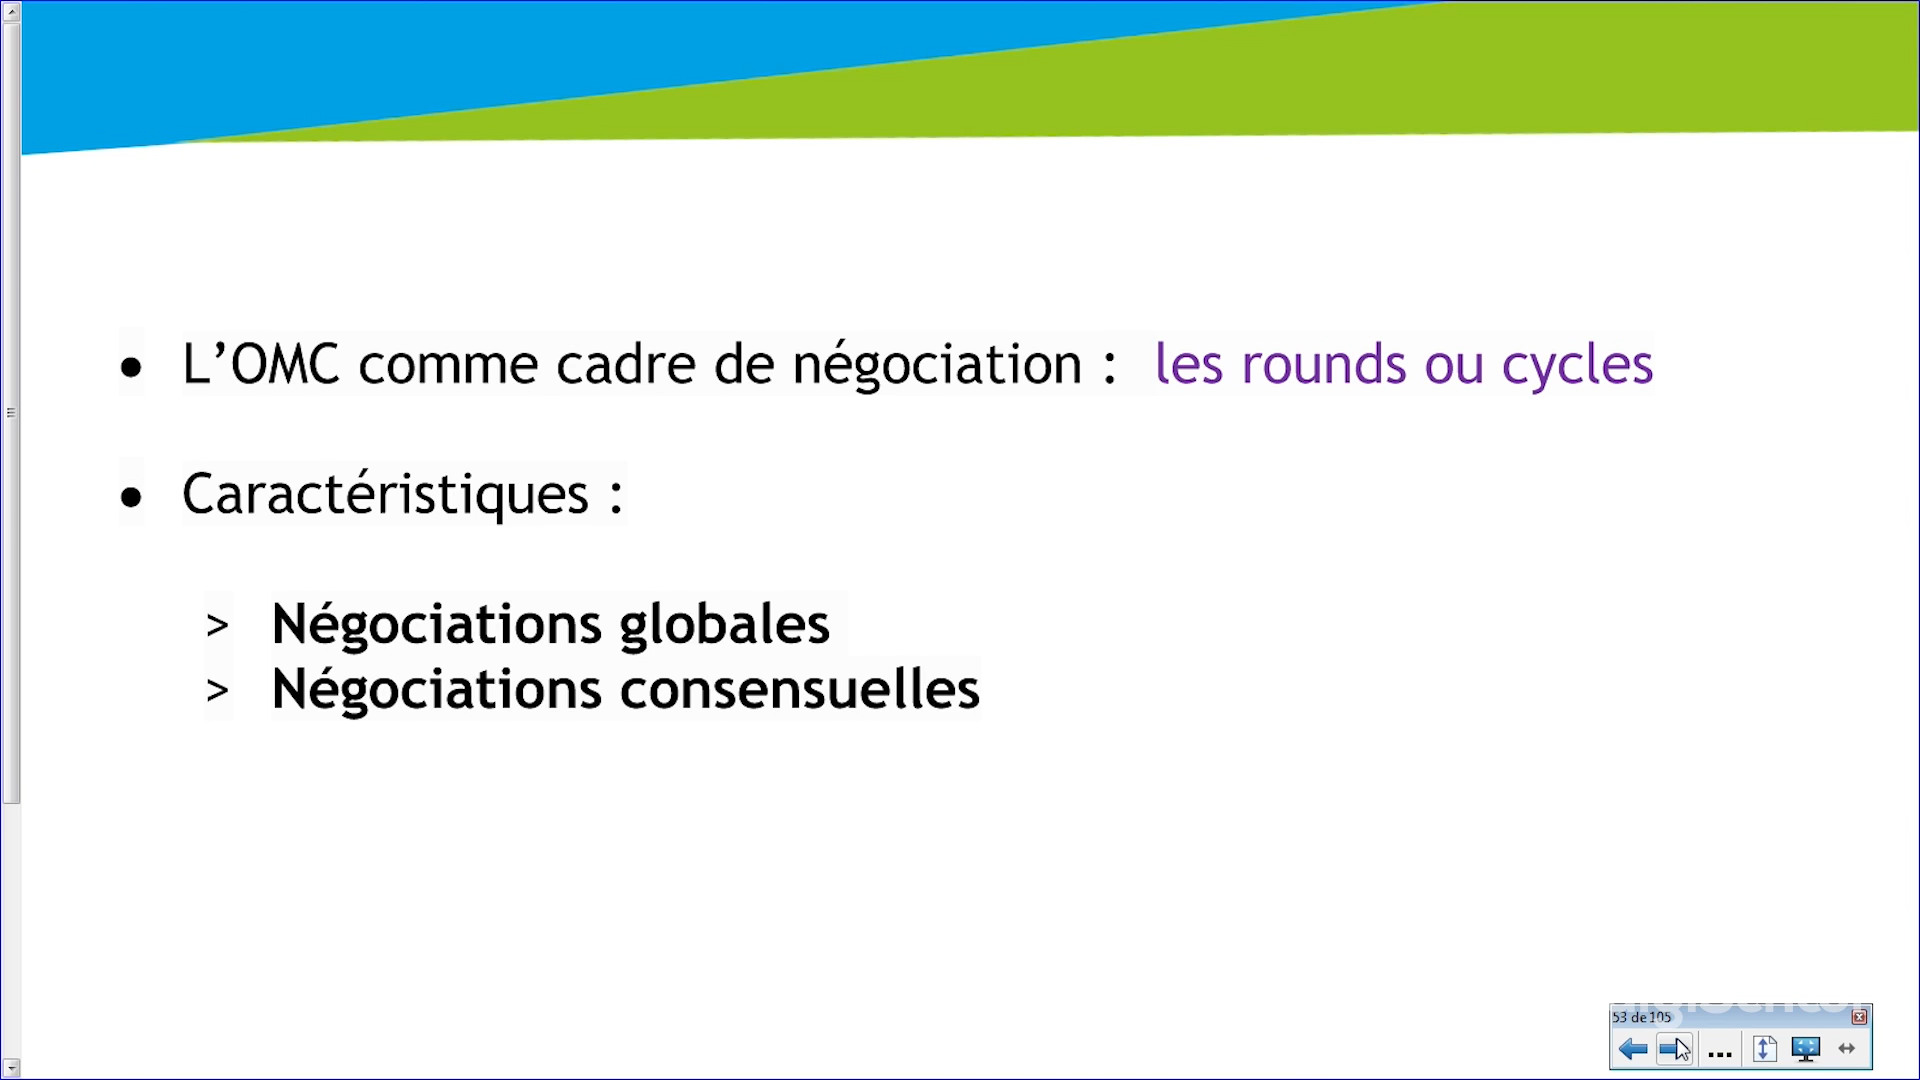 • L’OMC comme cadre de négociation : les rounds ou cycles
• Caractéristiques :
> Négociations globales
> Négociations consensuelles
53 de 105
...